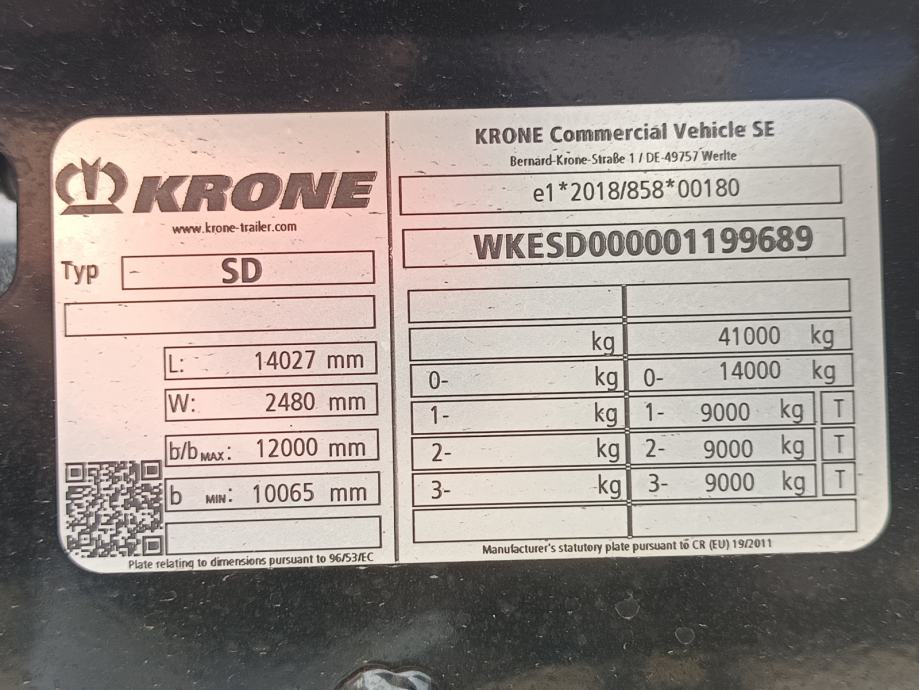 KRONE
www.krone-trailer.com
Typ SD
L: 14027 mm
W: 2480 mm
b/b MAX: 12000 mm
b MIN: 10065 mm
Plate relating to dimensions pursuant to 96/53/EC
KRONE Commercial Vehicle SE
Bernard-Krone-Straße 1 / DE-49757 Werlte
e1*2018/858*00180
WKESD000001199689
kg 41000 kg
0- kg 0- 14000 kg
1- kg 1- 9000 kg T
2- kg 2- 9000 kg T
3- kg 3- 9000 kg T
Manufacturer's statutory plate pursuant to CR (EU) 19/2011